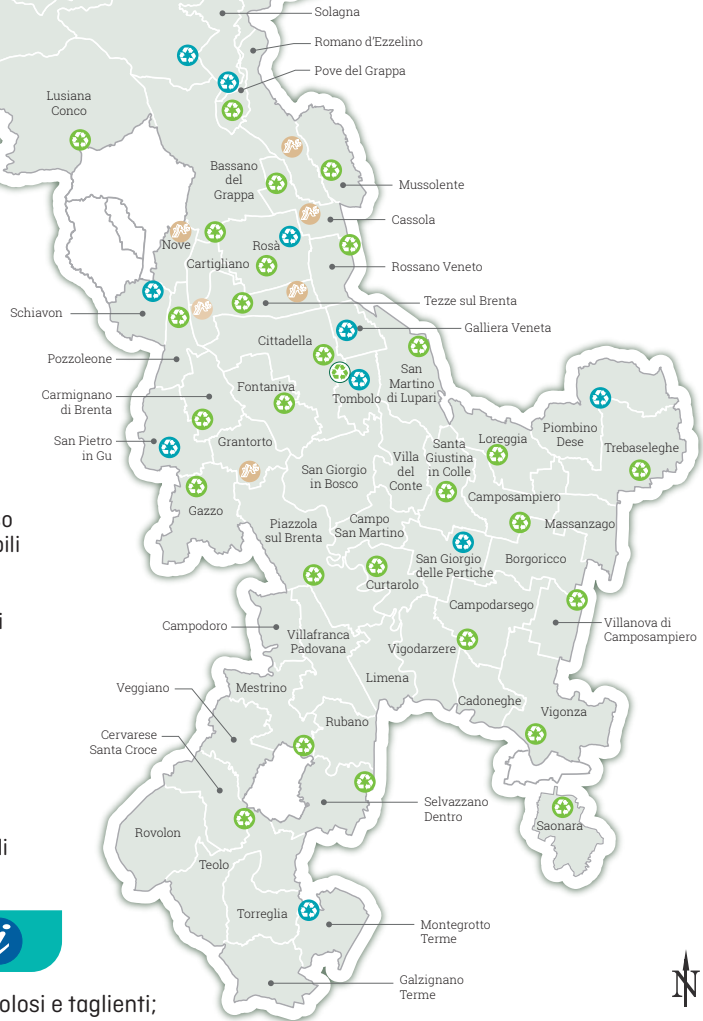 Solagna
Romano d'Ezzelino
Pove del Grappa
Lusiana
Conco
Bassano
del
Grappa
Mussolente
Cassola
Nove
Rosà
Cartigliano
Rossano Veneto
Tezze sul Brenta
Schiavon
Galliera Veneta
Cittadella
Pozzoleone
San
Martino
di Lupari
Fontaniva
Tombolo
Carmignano
di Brenta
San Pietro
in Gu
Grantorto
Piombino
Dese
Loreggia
Santa
Giustina
in Colle
Trebaseleghe
Villa
del
Conte
San Giorgio
in Bosco
Camposampiero
Gazzo
Piazzola
sul Brenta
Campo
San Martino
Massanzago
San Giorgio
delle Pertiche
Borgoricco
Curtarolo
Campodarsego
Campodoro
Villafranca
Padovana
Villanova di
Camposampiero
Vigodarzere
Limena
Veggiano
Mestrino
Cadoneghe
Vigonza
Rubano
Cervarese
Santa Croce
Selvazzano
Dentro
Saonara
Rovolon
Teolo
Torreglia
Montegrotto
Terme
Galzignano
Terme
N
i
olosi e taglienti;